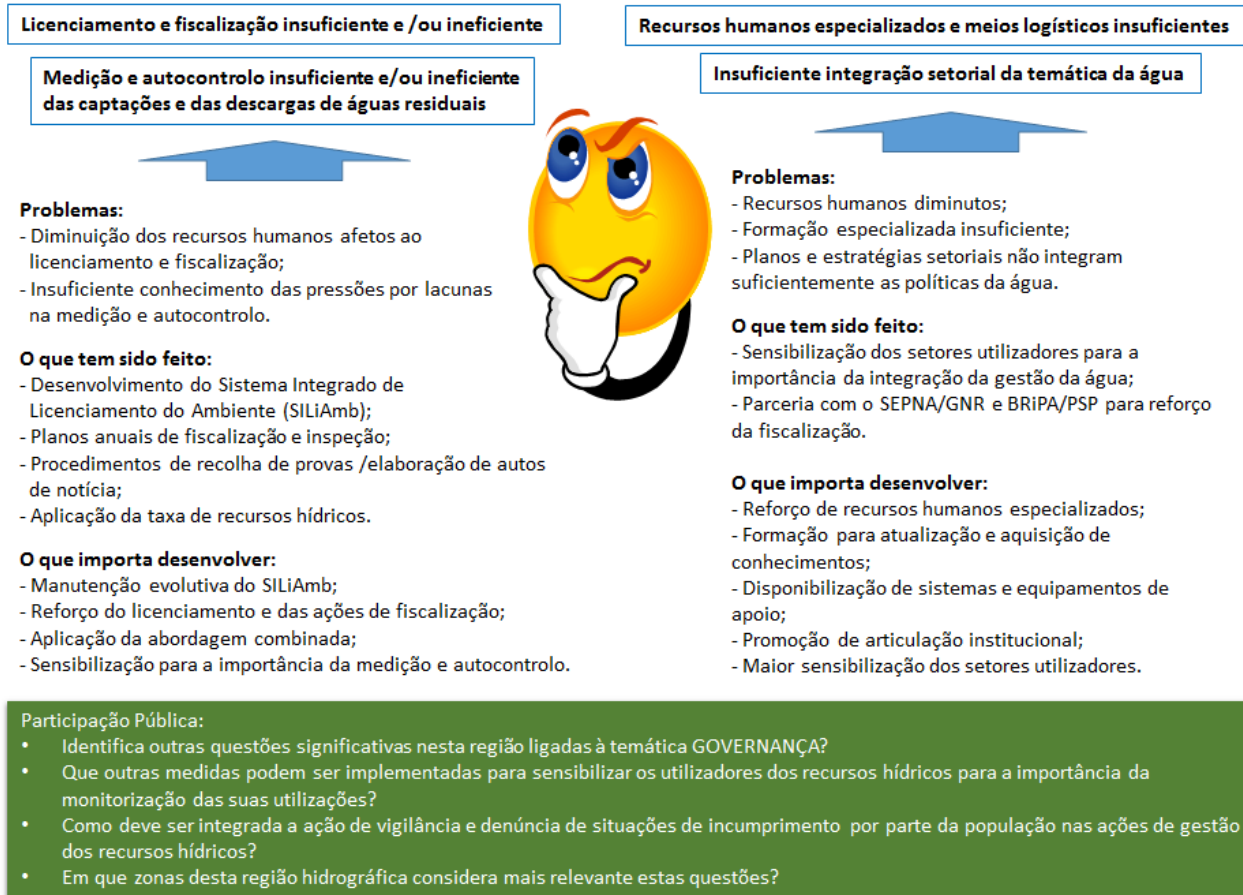 Licenciamento e fiscalização insuficiente e /ou ineficiente
Medição e autocontrolo insuficiente e/ou ineficiente
das captações e das descargas de águas residuais
Problemas:
- Diminuição dos recursos humanos afetos ao
licenciamento e fiscalização;
- Insuficiente conhecimento das pressões por lacunas
na medição e autocontrolo.
O que tem sido feito:
- Desenvolvimento do Sistema Integrado de
Licenciamento do Ambiente (SILiAmb);
- Planos anuais de fiscalização e inspeção;
- Procedimentos de recolha de provas /elaboração de autos
de notícia;
- Aplicação da taxa de recursos hídricos.
O que importa desenvolver:
- Manutenção evolutiva do SILiAmb;
- Reforço do licenciamento e das ações de fiscalização;
- Aplicação da abordagem combinada;
- Sensibilização para a importância da medição e autocontrolo.
Recursos humanos especializados e meios logísticos insuficientes
Insuficiente integração setorial da temática da água
Problemas:
- Recursos humanos diminutos;
- Formação especializada insuficiente;
- Planos e estratégias setoriais não integram
suficientemente as políticas da água.
O que tem sido feito:
- Sensibilização dos setores utilizadores para a
importância da integração da gestão da água;
- Parceria com o SEPNA/GNR e BRiPA/PSP para reforço
da fiscalização.
O que importa desenvolver:
- Reforço de recursos humanos especializados;
- Formação para atualização e aquisição de
conhecimentos;
- Disponibilização de sistemas e equipamentos de
apoio;
- Promoção de articulação institucional;
- Maior sensibilização dos setores utilizadores.
Participação Pública:
• Identifica outras questões significativas nesta região ligadas à temática GOVERNANÇA?
• Que outras medidas podem ser implementadas para sensibilizar os utilizadores dos recursos hídricos para a importância da
monitorização das suas utilizações?
• Como deve ser integrada a ação de vigilância e denúncia de situações de incumprimento por parte da população nas ações de gestão
dos recursos hídricos?
• Em que zonas desta região hidrográfica considera mais relevante estas questões?